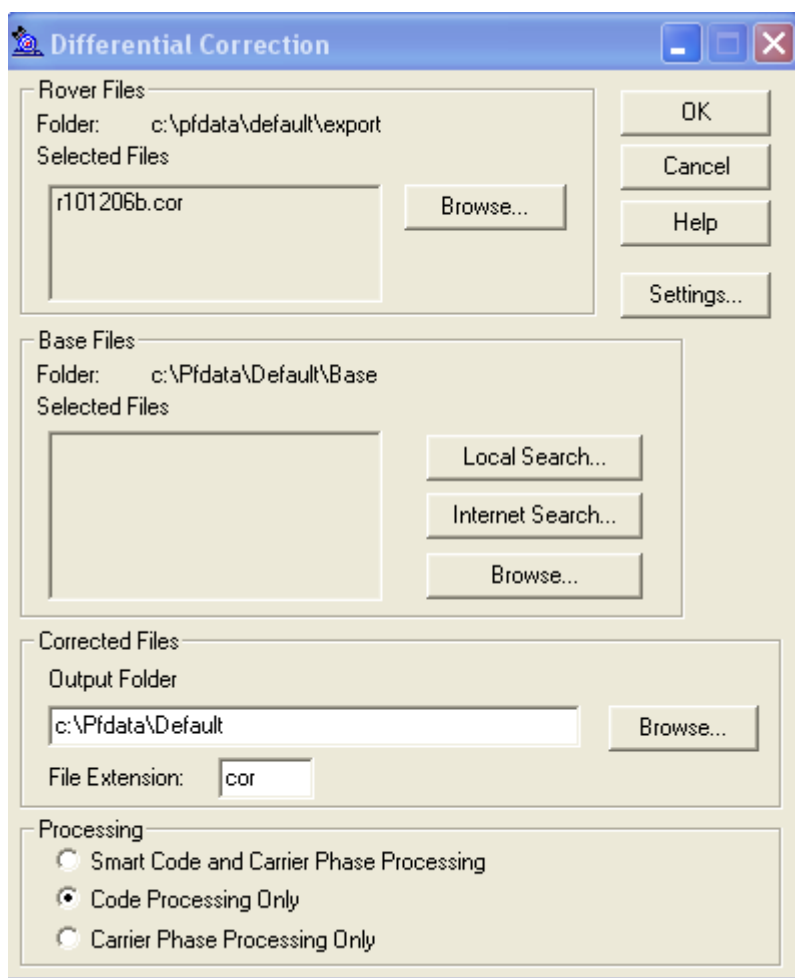 Differential Correction
Rover Files
Folder: c:\pfdata\default\export
Selected Files
r101206b.cor
Browse...
OK
Cancel
Help
Settings...
Base Files
Folder: c:\Pfdata\Default\Base
Selected Files
Local Search...
Internet Search...
Browse...
Corrected Files
Output Folder
c:\Pfdata\Default
Browse...
File Extension: cor
Processing
Smart Code and Carrier Phase Processing
Code Processing Only
Carrier Phase Processing Only